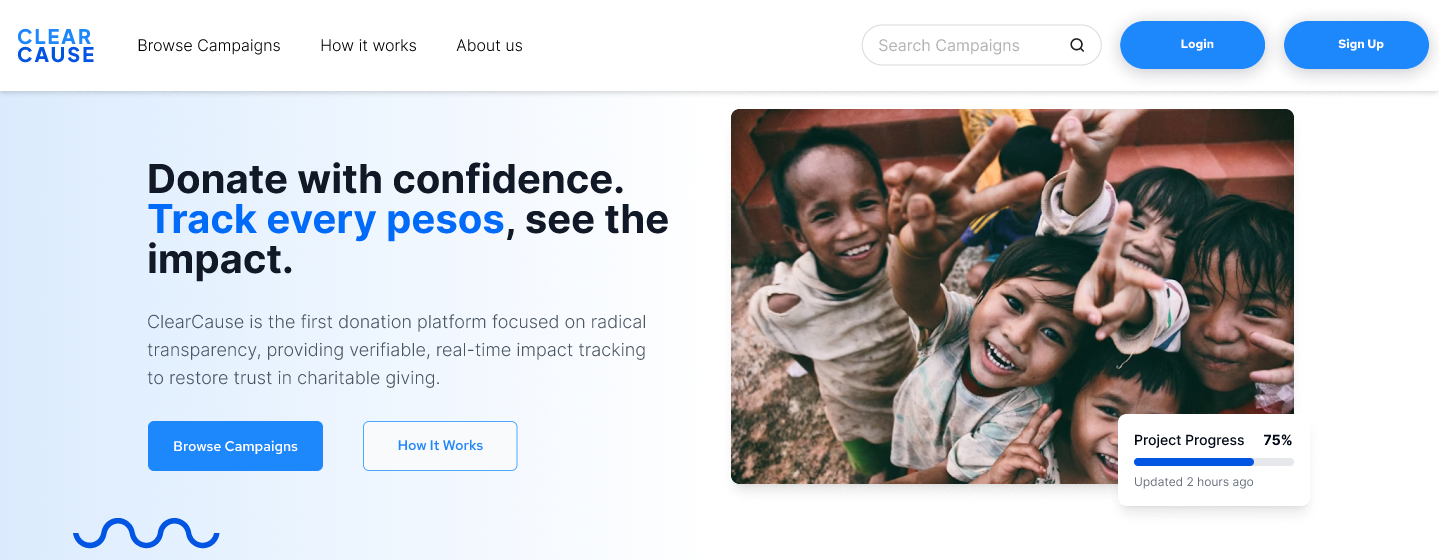 CLEAR
CAUSE
Browse Campaigns
How it works
About us
Search Campaigns
Login
Sign Up
Donate with confidence.
Track every pesos, see the
impact.
ClearCause is the first donation platform focused on radical
transparency, providing verifiable, real-time impact tracking
to restore trust in charitable giving.
Browse Campaigns
How It Works
Project Progress 75%
Updated 2 hours ago